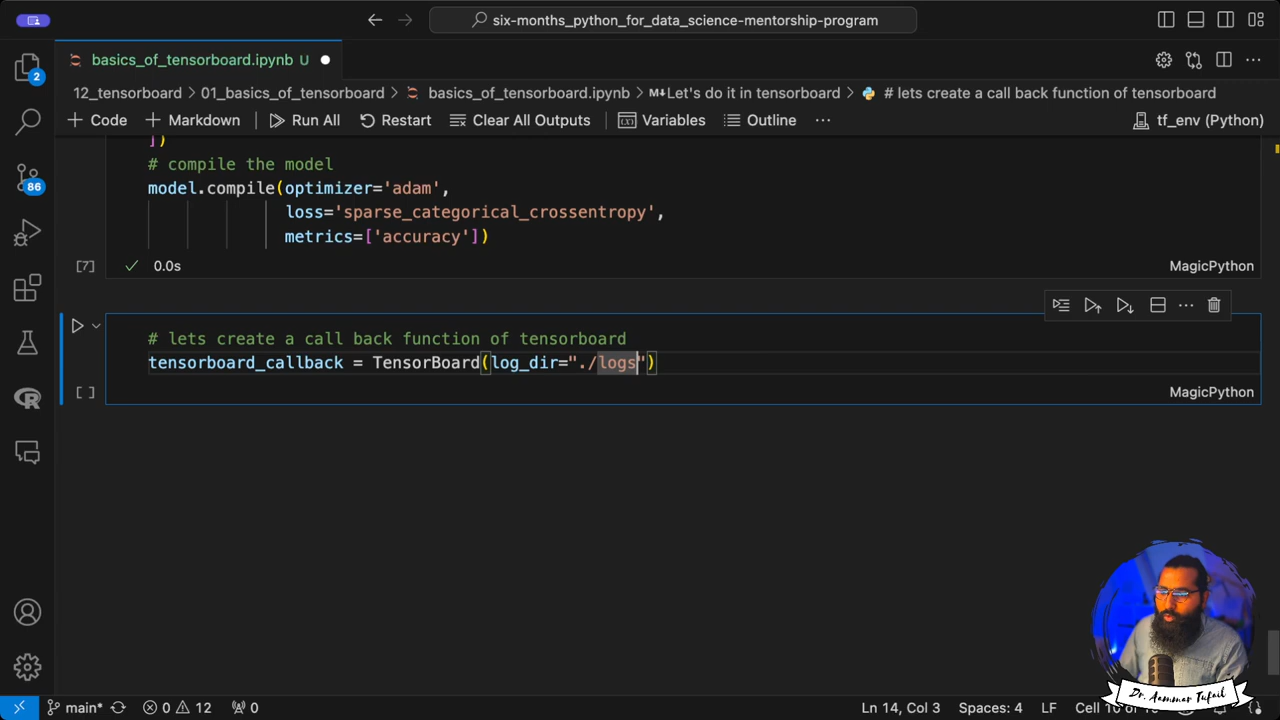 six-months_python_for_data_science-mentorship-program
basics_of_tensorboard.ipynb U
2
12_tensorboard > 01_basics_of_tensorboard > basics_of_tensorboard.ipynb > M↓Let's do it in tensorboard > # lets create a call back function of tensorboard
+ Code + Markdown Run All Restart Clear All Outputs Variables Outline ... tf_env (Python)
])
# compile the model
86
model.compile(optimizer='adam',
loss='sparse_categorical_crossentropy',
metrics=['accuracy'])
[7] 0.0s MagicPython
# lets create a call back function of tensorboard
tensorboard_callback = TensorBoard(log_dir="./logs")
[ ] MagicPython
Dr. Aammar Tufail
main* 0 12 0 Ln 14, Col 3 Spaces: 4 LF